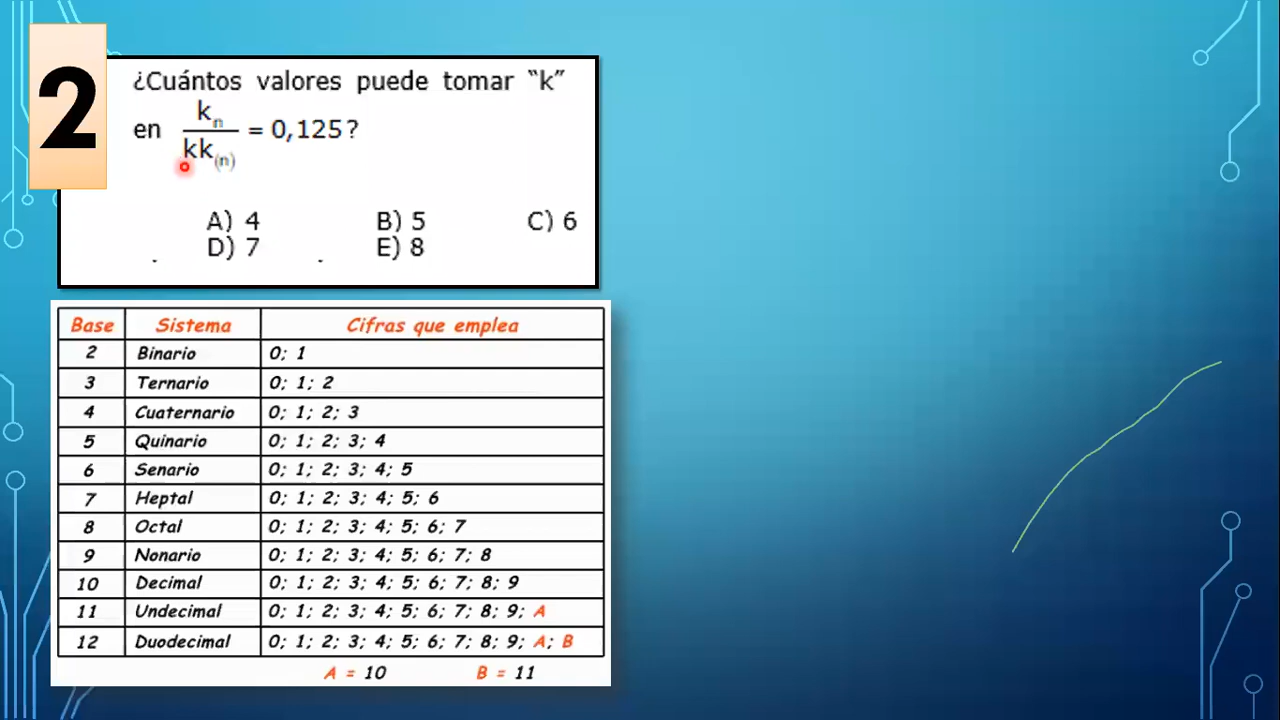 2
¿Cuántos valores puede tomar “k”
en kₙ / kk₍ₙ₎ = 0,125?
A) 4 B) 5 C) 6
D) 7 E) 8
Base Sistema Cifras que emplea
2 Binario 0; 1
3 Ternario 0; 1; 2
4 Cuaternario 0; 1; 2; 3
5 Quinario 0; 1; 2; 3; 4
6 Senario 0; 1; 2; 3; 4; 5
7 Heptal 0; 1; 2; 3; 4; 5; 6
8 Octal 0; 1; 2; 3; 4; 5; 6; 7
9 Nonario 0; 1; 2; 3; 4; 5; 6; 7; 8
10 Decimal 0; 1; 2; 3; 4; 5; 6; 7; 8; 9
11 Undecimal 0; 1; 2; 3; 4; 5; 6; 7; 8; 9; A
12 Duodecimal 0; 1; 2; 3; 4; 5; 6; 7; 8; 9; A; B
A = 10 B = 11